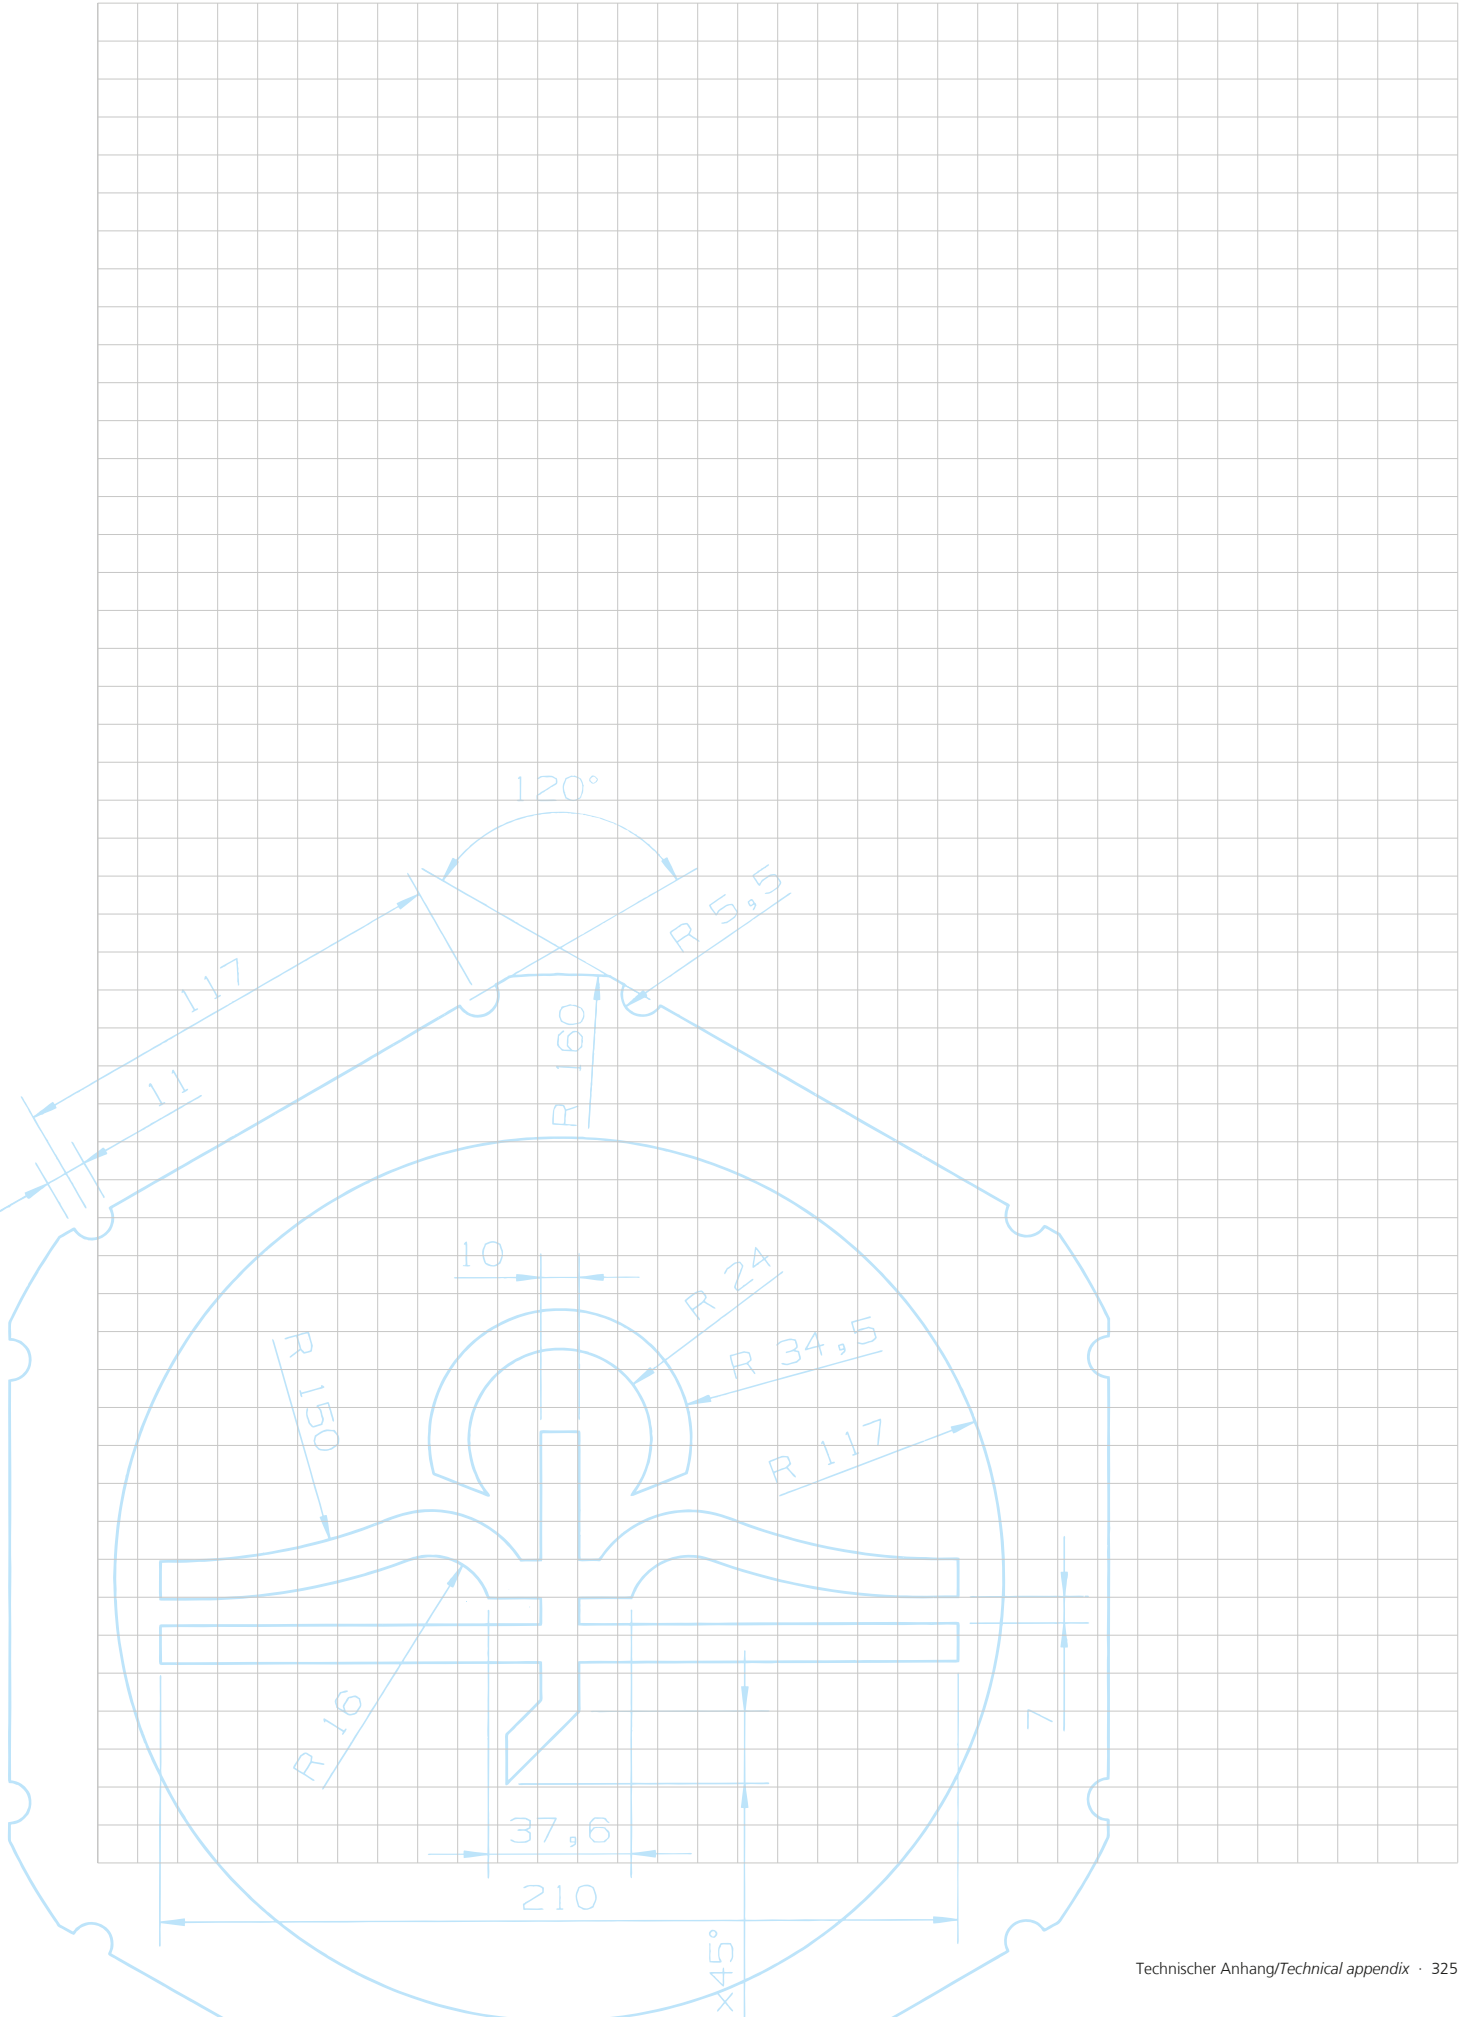 120°
R 5,5
117
R 160
11
10
R 24
R 34,5
R 150
R 117
R 16
7
37,6
210
x45°
Technischer Anhang/Technical appendix · 325